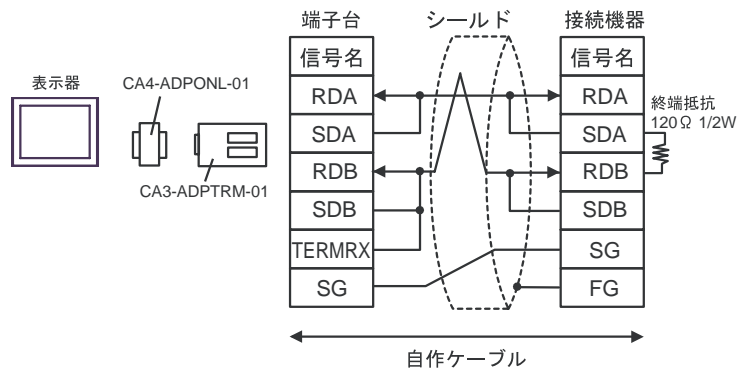 端子台
シールド
接続機器
信号名
信号名
表示器
CA4-ADPONL-01
CA3-ADPTRM-01
RDA
RDA
終端抵抗
120Ω 1/2W
SDA
SDA
RDB
RDB
SDB
SDB
TERMRX
SG
SG
FG
自作ケーブル